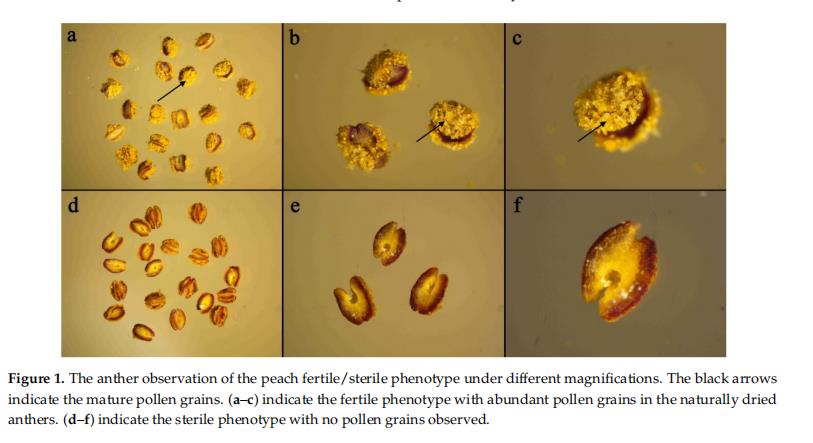 a
b
c
d
e
f
Figure 1. The anther observation of the peach fertile/sterile phenotype under different magnifications. The black arrows
indicate the mature pollen grains. (a–c) indicate the fertile phenotype with abundant pollen grains in the naturally dried
anthers. (d–f) indicate the sterile phenotype with no pollen grains observed.